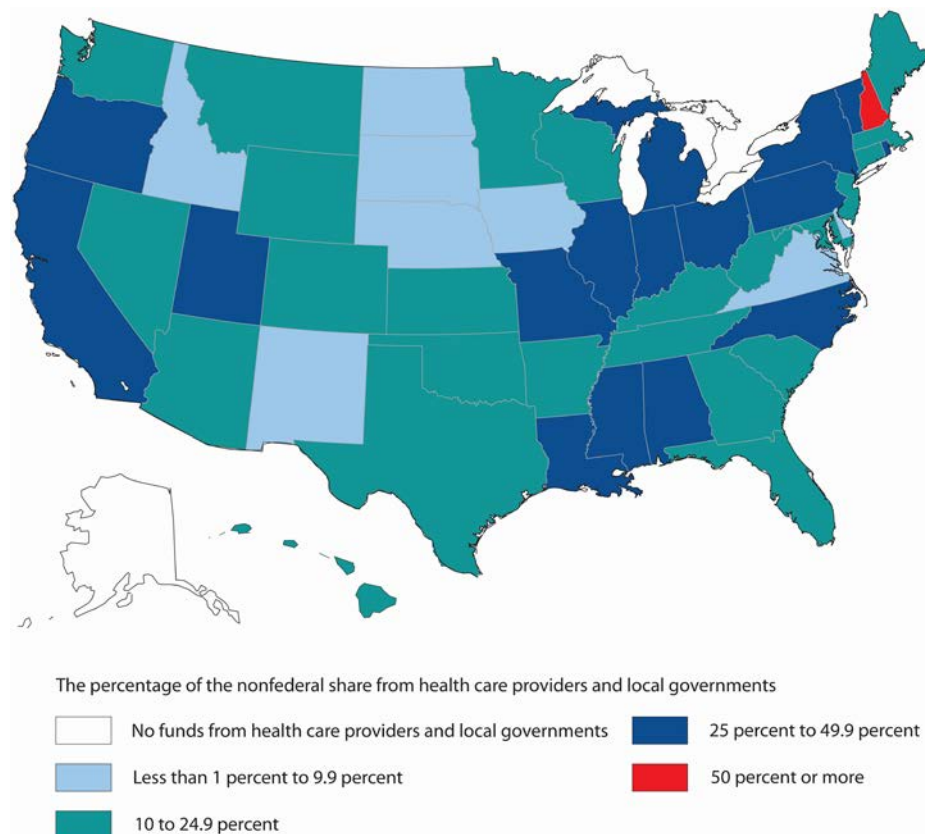 The percentage of the nonfederal share from health care providers and local governments
No funds from health care providers and local governments
25 percent to 49.9 percent
Less than 1 percent to 9.9 percent
50 percent or more
10 to 24.9 percent